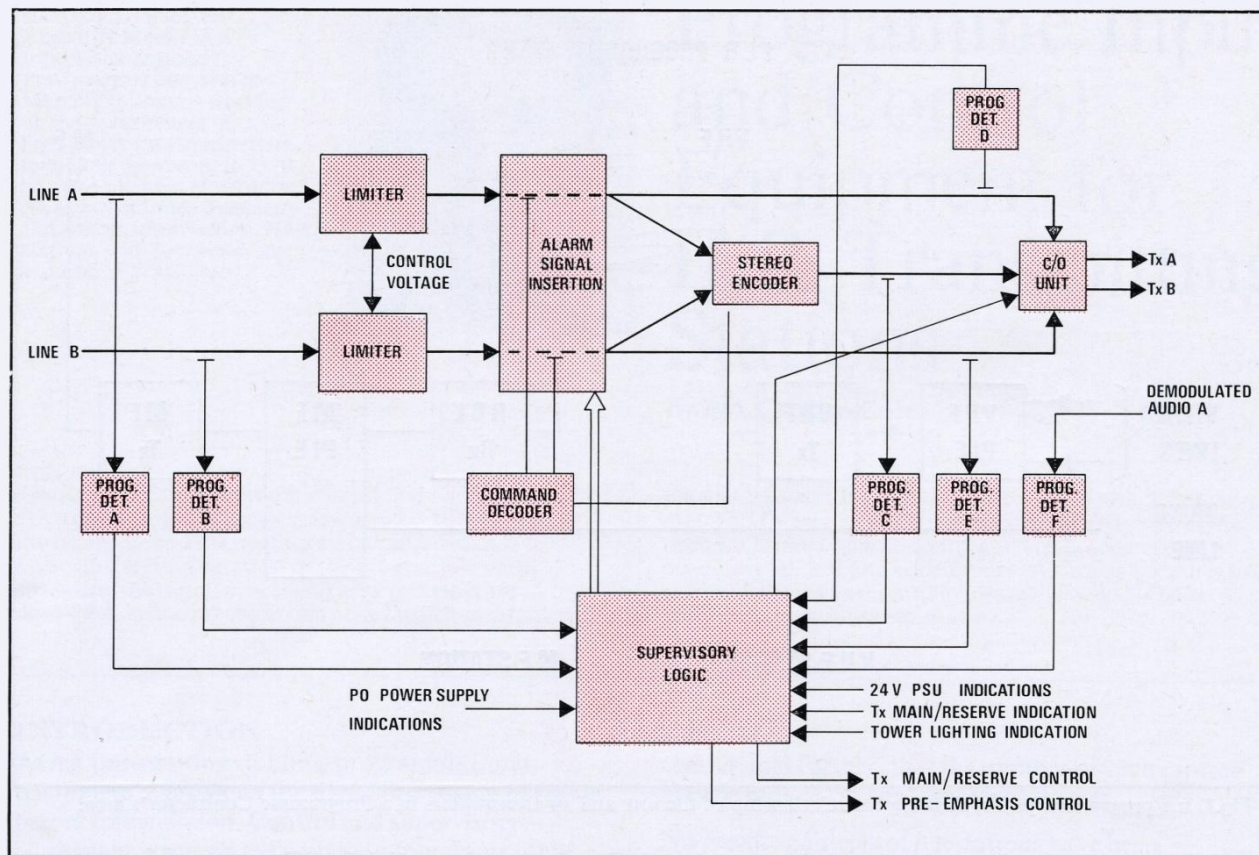 PROG.
DET.
D
LINE A
LIMITER
CONTROL
VOLTAGE
ALARM
SIGNAL
INSERTION
STEREO
ENCODER
C/O
UNIT
Tx A
Tx B
LINE B
LIMITER
DEMODULATED
AUDIO A
PROG.
DET.
A
PROG.
DET.
B
COMMAND
DECODER
PROG.
DET.
C
PROG.
DET.
E
PROG.
DET.
F
SUPERVISORY
LOGIC
PO POWER SUPPLY
INDICATIONS
24V PSU INDICATIONS
Tx MAIN/RESERVE INDICATION
TOWER LIGHTING INDICATION
Tx MAIN/RESERVE CONTROL
Tx PRE-EMPHASIS CONTROL